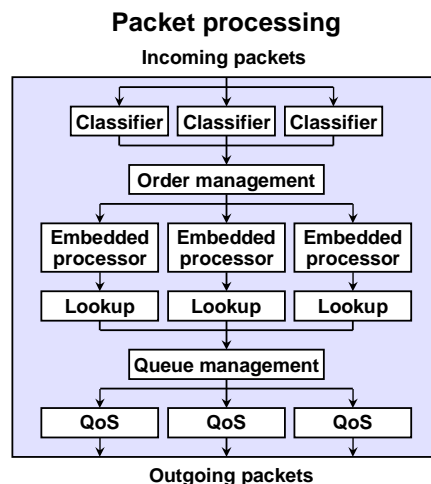 Packet processing
Incoming packets
Classifier Classifier Classifier
Order management
Embedded processor Embedded processor Embedded processor
Lookup Lookup Lookup
Queue management
QoS QoS QoS
Outgoing packets